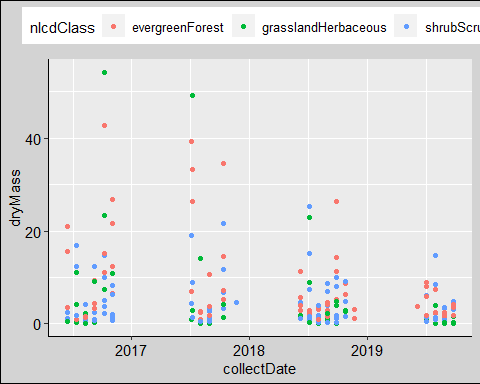 nlcdClass evergreenForest grasslandHerbaceous shrubScru
dryMass
40
20
0
2017 2018 2019
collectDate